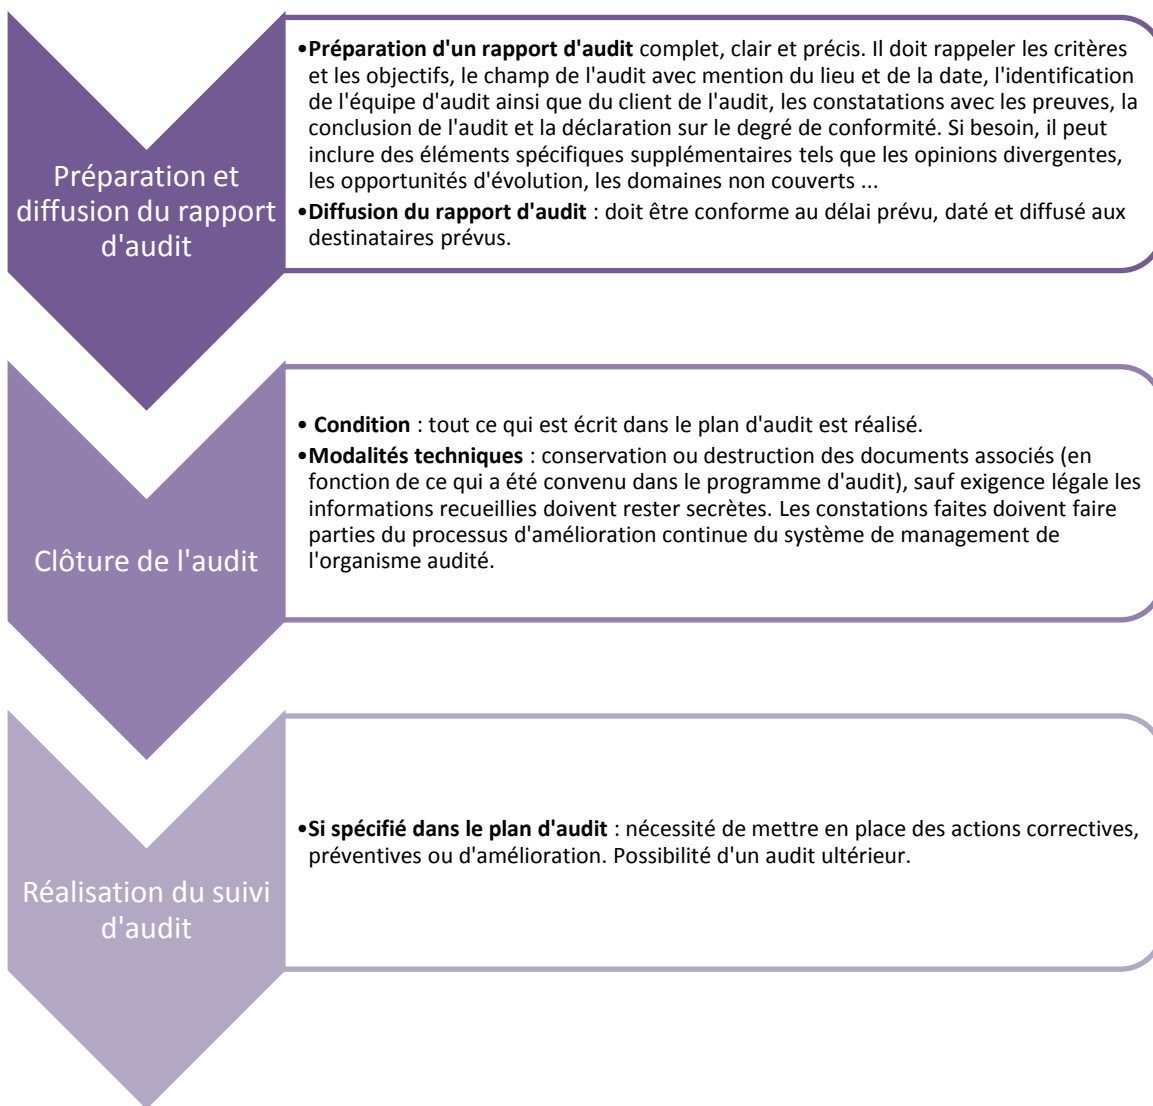 Préparation et
diffusion du rapport
d'audit
•Préparation d'un rapport d'audit complet, clair et précis. Il doit rappeler les critères
et les objectifs, le champ de l'audit avec mention du lieu et de la date, l'identification
de l'équipe d'audit ainsi que du client de l'audit, les constatations avec les preuves, la
conclusion de l'audit et la déclaration sur le degré de conformité. Si besoin, il peut
inclure des éléments spécifiques supplémentaires tels que les opinions divergentes,
les opportunités d'évolution, les domaines non couverts ...
•Diffusion du rapport d'audit : doit être conforme au délai prévu, daté et diffusé aux
destinataires prévus.
Clôture de l'audit
• Condition : tout ce qui est écrit dans le plan d'audit est réalisé.
•Modalités techniques : conservation ou destruction des documents associés (en
fonction de ce qui a été convenu dans le programme d'audit), sauf exigence légale les
informations recueillies doivent rester secrètes. Les constations faites doivent faire
parties du processus d'amélioration continue du système de management de
l'organisme audité.
Réalisation du suivi
d'audit
•Si spécifié dans le plan d'audit : nécessité de mettre en place des actions correctives,
préventives ou d'amélioration. Possibilité d'un audit ultérieur.